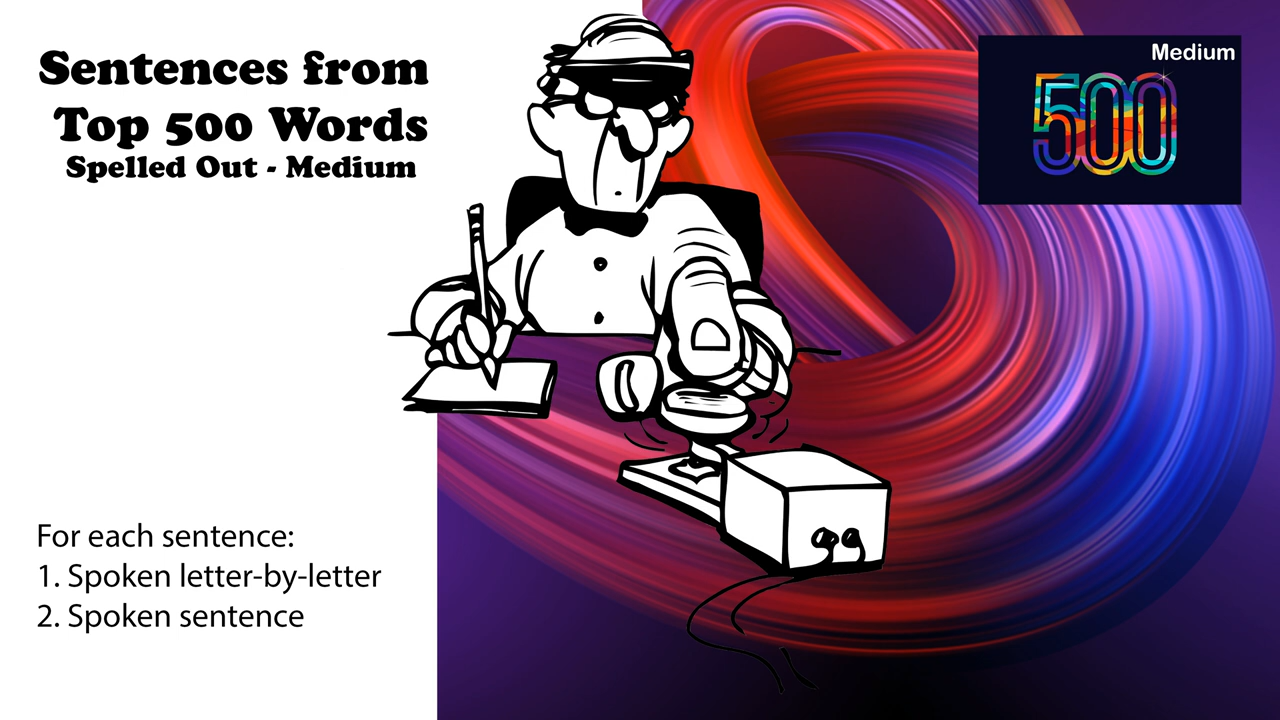 Sentences from
Top 500 Words
Spelled Out - Medium
Medium
500
For each sentence:
1. Spoken letter-by-letter
2. Spoken sentence